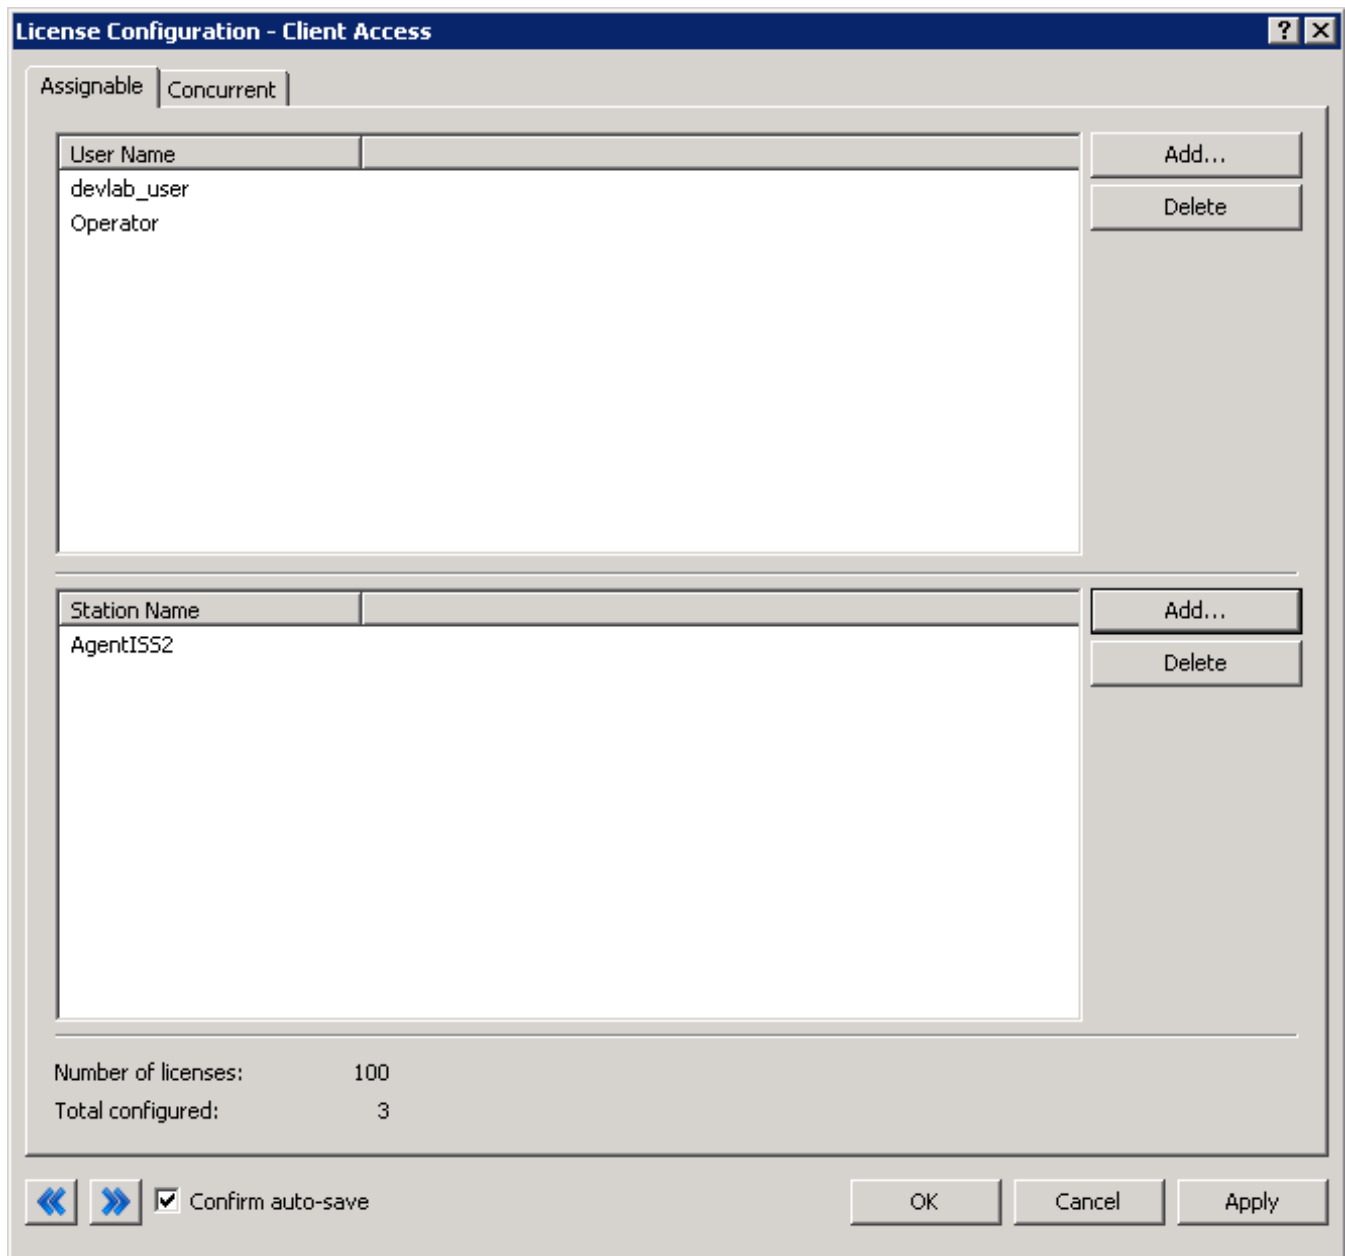 License Configuration - Client Access
Assignable
Concurrent
User Name
Add...
devlab_user
Delete
Operator
Station Name
Add...
AgentISS2
Delete
Number of licenses: 100
Total configured: 3
Confirm auto-save
OK
Cancel
Apply